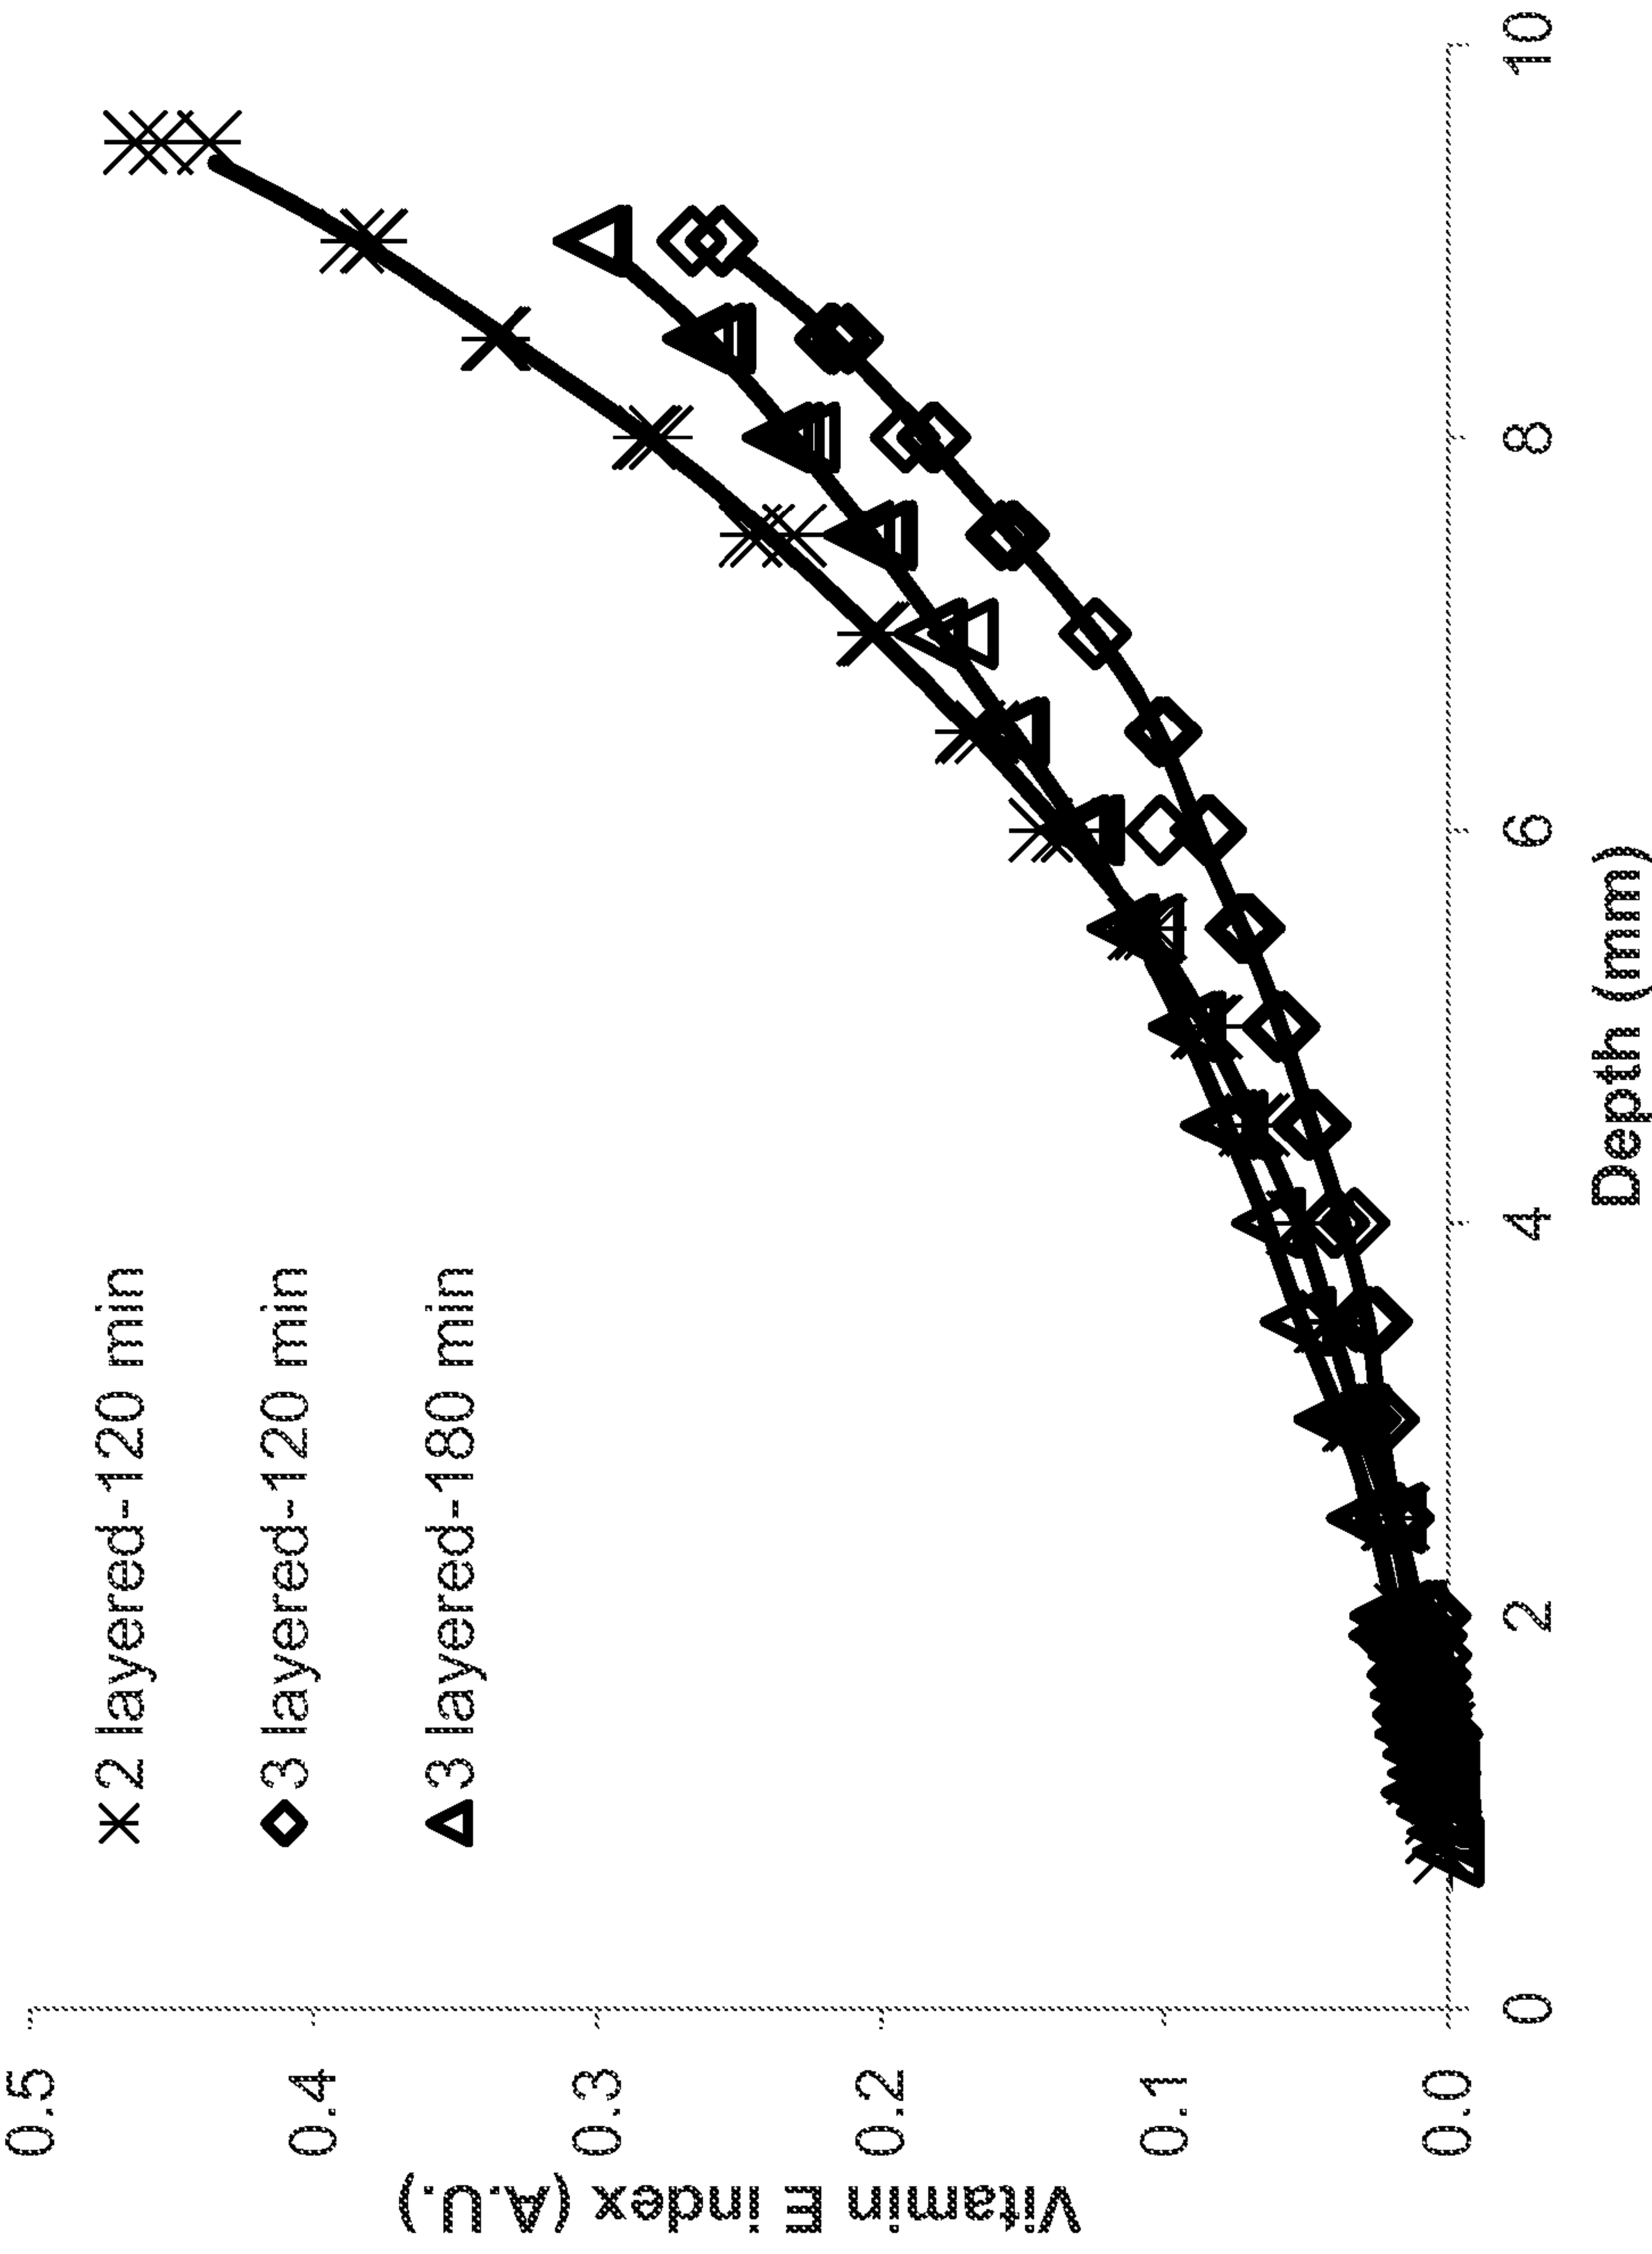 2 layered-120 min
3 layered-120 min
3 layered-180 min
Vitamin E index (A.U.)
0.5
0.4
0.3
0.2
0.1
0.0
0
2
4
6
8
10
Depth (mm)